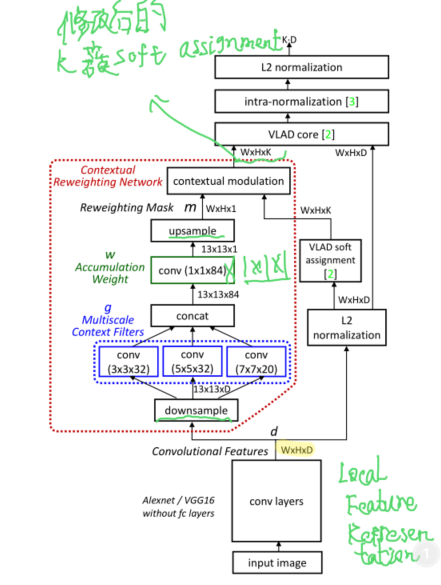 修改后的
k 度soft assignment
K·D
L2 normalization
intra-normalization [3]
VLAD core [2]
WxHxK
WxHxD
Contextual
Reweighting Network
contextual modulation
Reweighting Mask m
WxHx1
WxHxK
upsample
13x13x1
w
Accumulation
Weight
conv (1x1x84)
VLAD soft
assignment
[2]
13x13x84
WxHxD
g
Multiscale
Context Filters
concat
L2
normalization
conv
(3x3x32)
conv
(5x5x32)
conv
(7x7x20)
13x13xD
downsample
d
Convolutional Features
WxHxD
Alexnet / VGG16
without fc layers
conv layers
input image
Local
Feature
Represen
tation
1